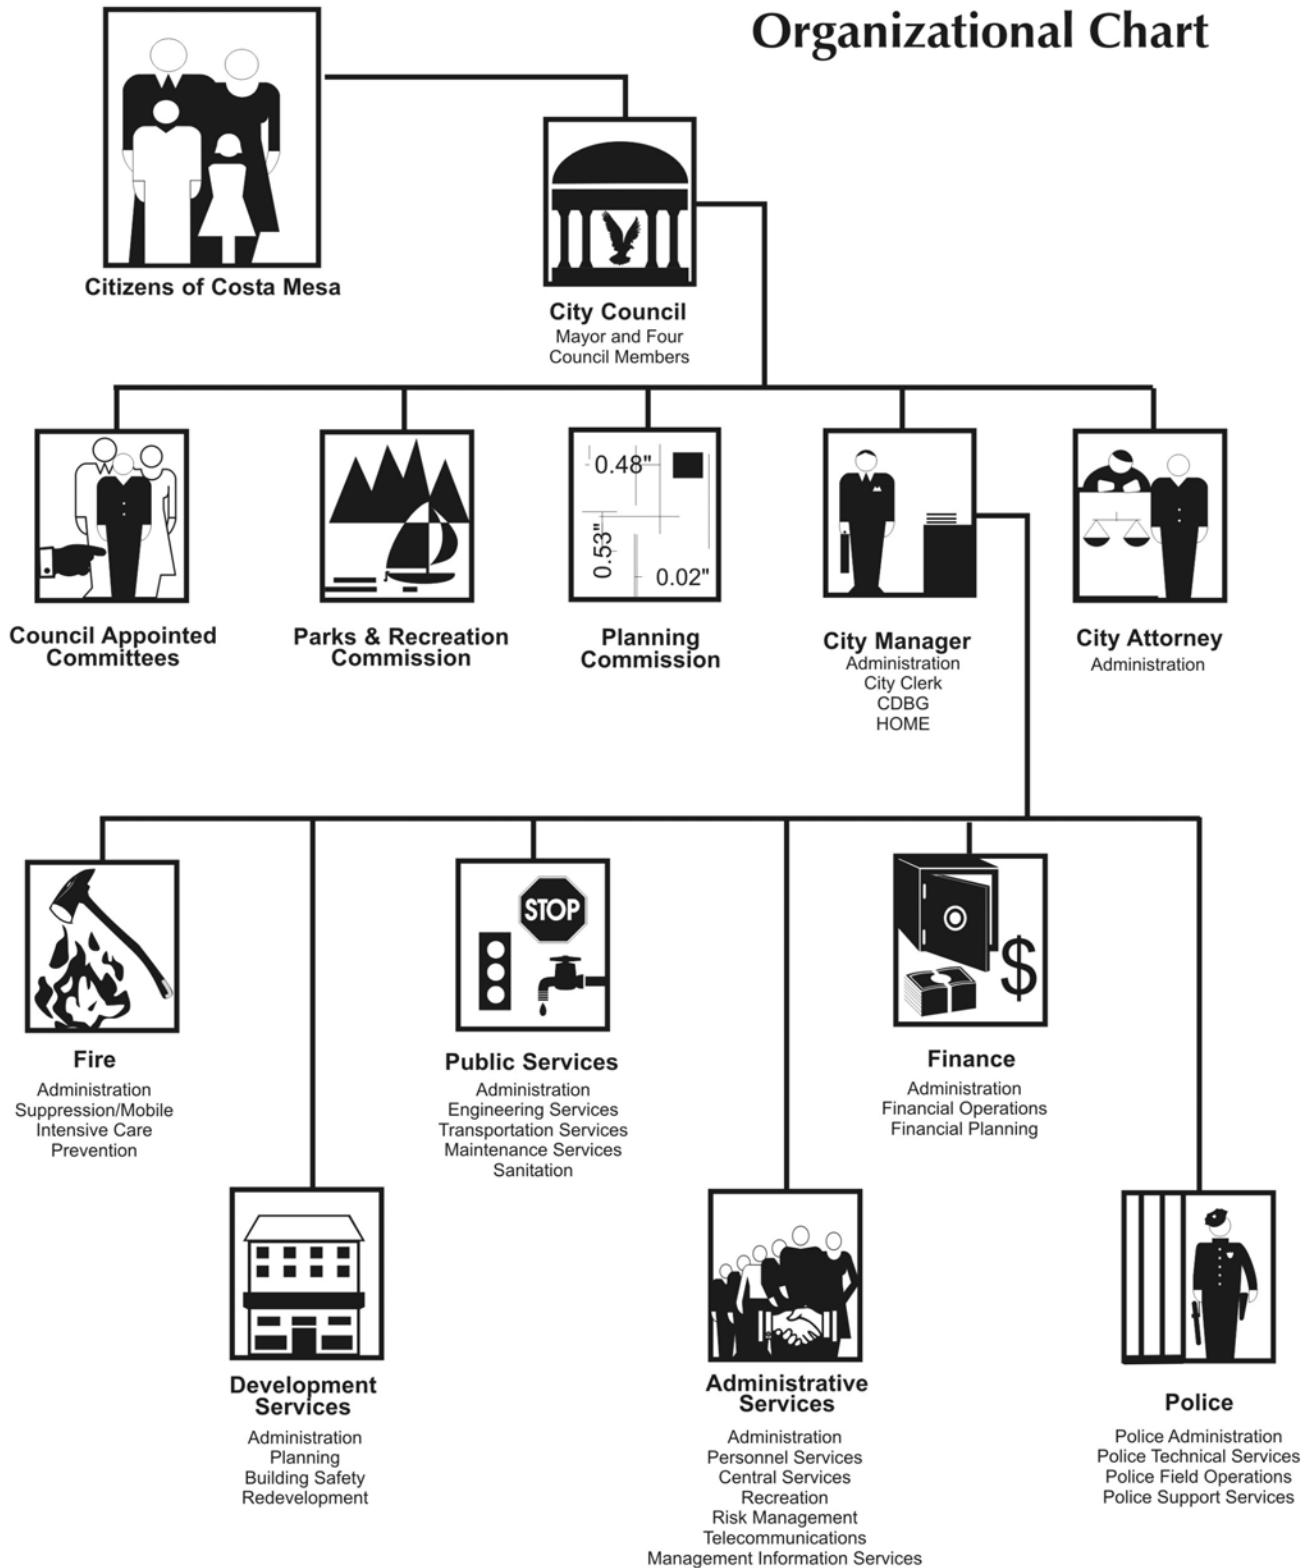 Organizational Chart
Citizens of Costa Mesa
City Council
Mayor and Four
Council Members
Council Appointed
Committees
Parks & Recreation
Commission
0.48"
0.53"
0.02"
Planning
Commission
City Manager
Administration
City Clerk
CDBG
HOME
City Attorney
Administration
Fire
Administration
Suppression/Mobile
Intensive Care
Prevention
STOP
Public Services
Administration
Engineering Services
Transportation Services
Maintenance Services
Sanitation
$
Finance
Administration
Financial Operations
Financial Planning
Development
Services
Administration
Planning
Building Safety
Redevelopment
Administrative
Services
Administration
Personnel Services
Central Services
Recreation
Risk Management
Telecommunications
Management Information Services
Police
Police Administration
Police Technical Services
Police Field Operations
Police Support Services